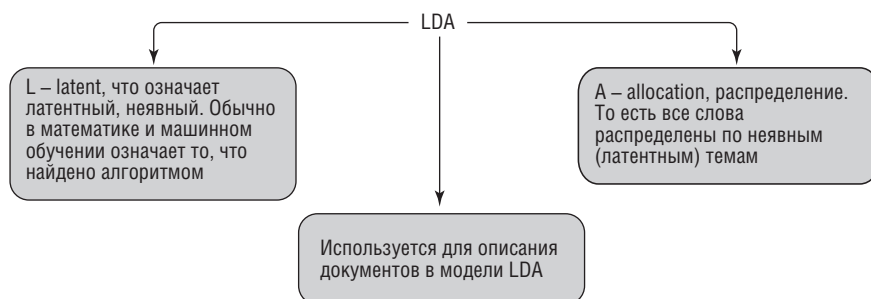 LDA
L – latent, что означает
латентный, неявный. Обычно
в математике и машинном
обучении означает то, что
найдено алгоритмом
A – allocation, распределение.
То есть все слова
распределены по неявным
(латентным) темам
Используется для описания
документов в модели LDA